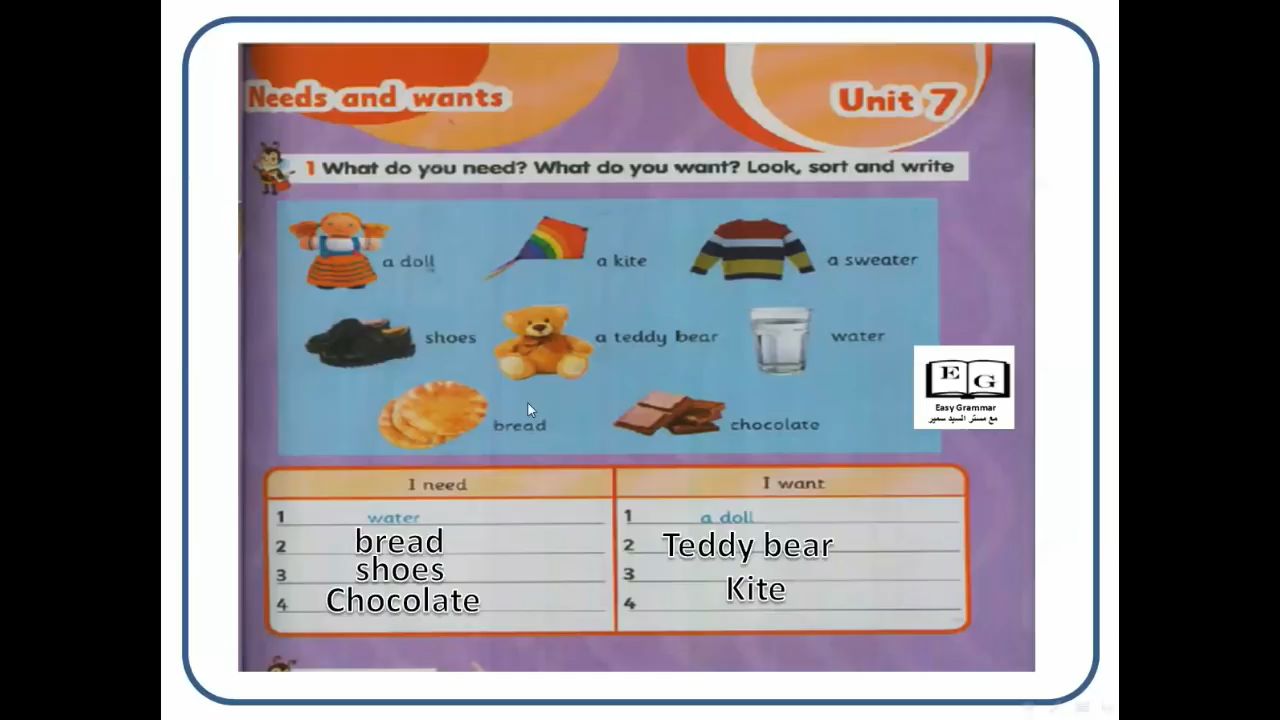 Needs and wants
Unit 7
1 What do you need? What do you want? Look, sort and write
a doll
a kite
a sweater
shoes
a teddy bear
water
bread
chocolate
E G
Easy Grammar
مع مستر السيد سمير
I need
I want
1 water
2 bread
3 shoes
4 Chocolate
1 a doll
2 Teddy bear
3 Kite
4